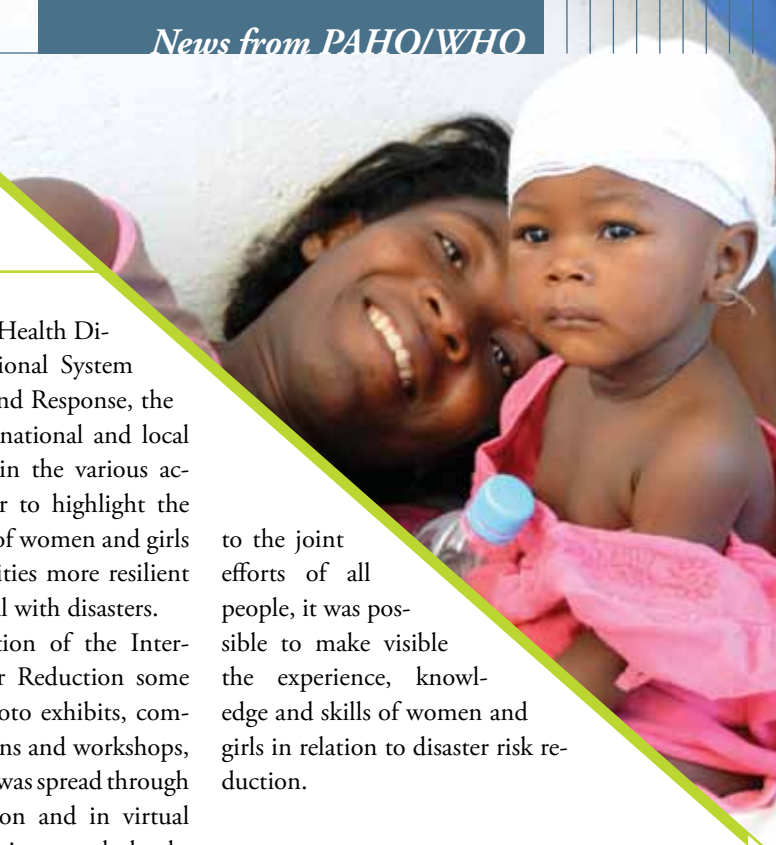 News from PAHO/WHO
Health Di-
ional System
nd Response, the
national and local
in the various ac-
r to highlight the
of women and girls
ities more resilient
l with disasters.
tion of the Inter-
r Reduction some
oto exhibits, com-
ns and workshops,
was spread through
on and in virtual
to the joint
efforts of all
people, it was pos-
sible to make visible
the experience, knowl-
edge and skills of women and
girls in relation to disaster risk re-
duction.